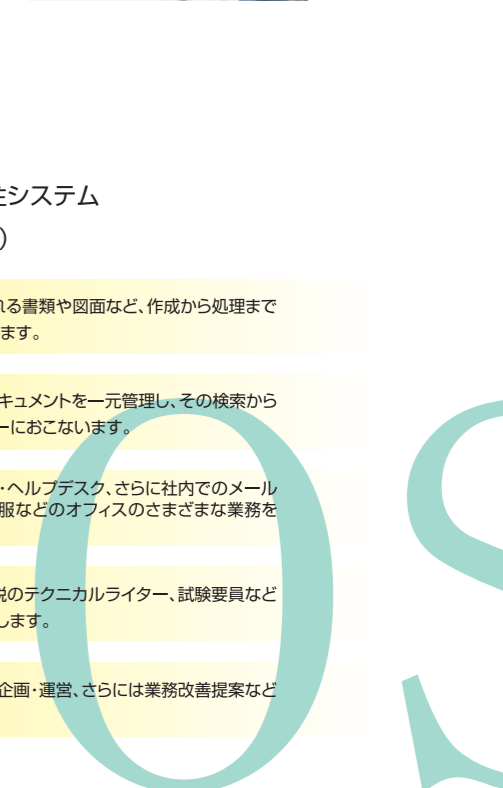 システム
)
る書類や図面など、作成から処理まで
ます。
キュメントを一元管理し、その検索から
ーにおこないます。
・ヘルプデスク、さらに社内でのメール
服などのオフィスのさまざまな業務を
のテクニカルライター、試験要員など
します。
企画・運営、さらには業務改善提案など
OS